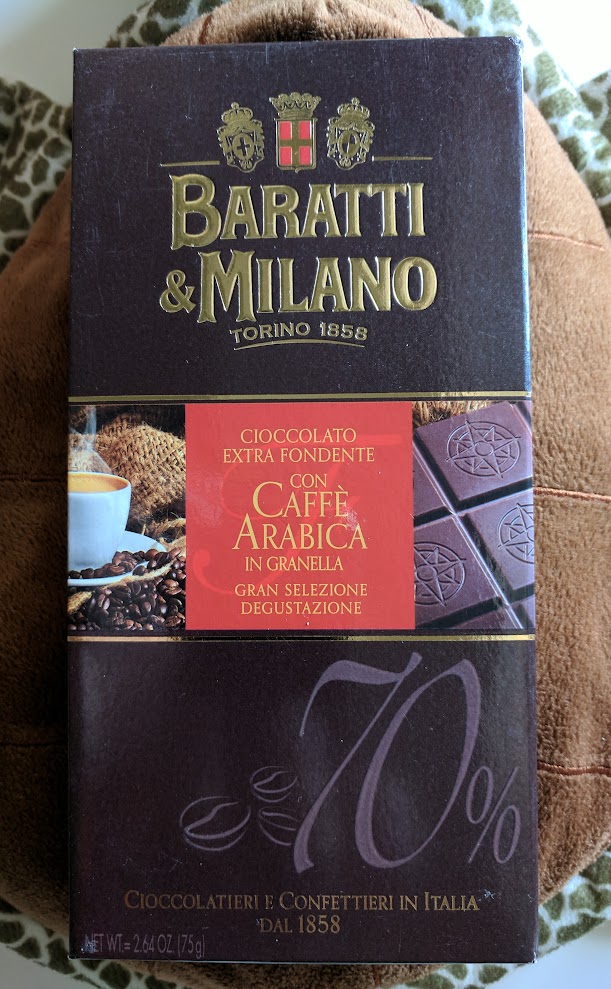 BARATTI
& MILANO
TORINO 1858
CIOCCOLATO
EXTRA FONDENTE
CON
CAFFÈ
ARABICA
IN GRANELLA
GRAN SELEZIONE
DEGUSTAZIONE
70%
CIOCCOLATIERI E CONFETTIERI IN ITALIA
DAL 1858
NET WT.= 2.64 OZ. (75g)